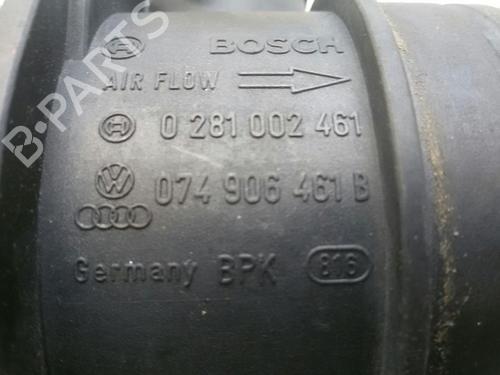 BOSCH
AIR FLOW
0 281 002 461
074 906 461 B
Germany BPK 816
B-PARTS